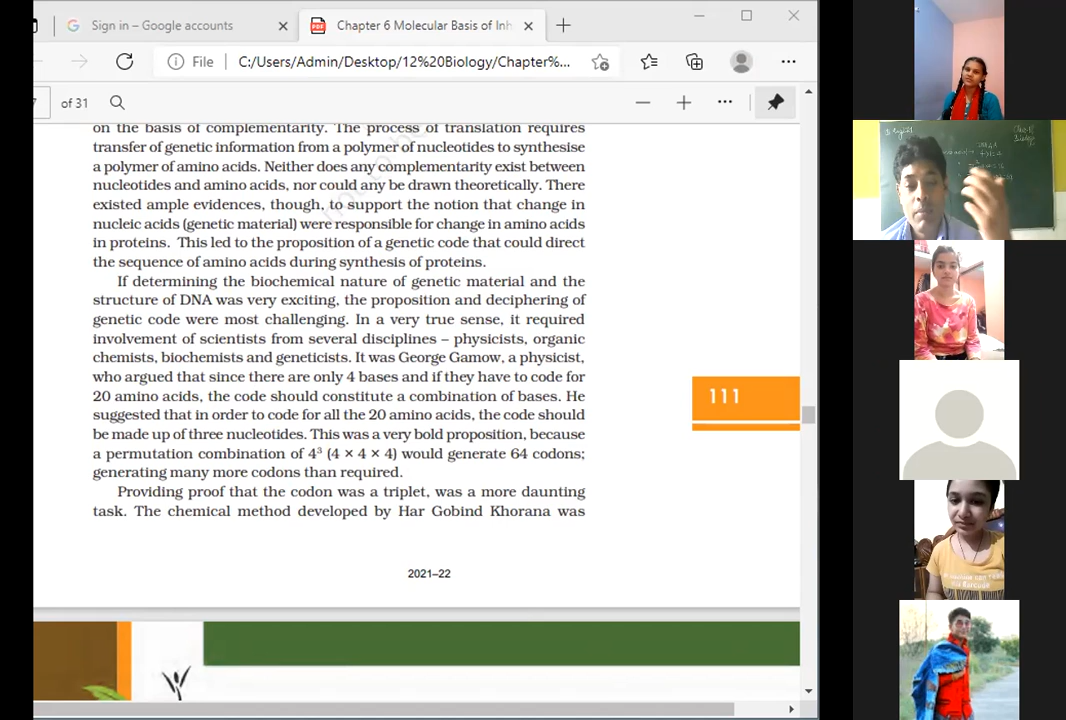 Sign in – Google accounts
Chapter 6 Molecular Basis of Inh
File
C:/Users/Admin/Desktop/12%20Biology/Chapter%...
7 of 31
on the basis of complementarity. The process of translation requires
transfer of genetic information from a polymer of nucleotides to synthesise
a polymer of amino acids. Neither does any complementarity exist between
nucleotides and amino acids, nor could any be drawn theoretically. There
existed ample evidences, though, to support the notion that change in
nucleic acids (genetic material) were responsible for change in amino acids
in proteins. This led to the proposition of a genetic code that could direct
the sequence of amino acids during synthesis of proteins.
If determining the biochemical nature of genetic material and the
structure of DNA was very exciting, the proposition and deciphering of
genetic code were most challenging. In a very true sense, it required
involvement of scientists from several disciplines – physicists, organic
chemists, biochemists and geneticists. It was George Gamow, a physicist,
who argued that since there are only 4 bases and if they have to code for
20 amino acids, the code should constitute a combination of bases. He
suggested that in order to code for all the 20 amino acids, the code should
be made up of three nucleotides. This was a very bold proposition, because
a permutation combination of 4³ (4 × 4 × 4) would generate 64 codons;
generating many more codons than required.
Providing proof that the codon was a triplet, was a more daunting
task. The chemical method developed by Har Gobind Khorana was
111
2021–22